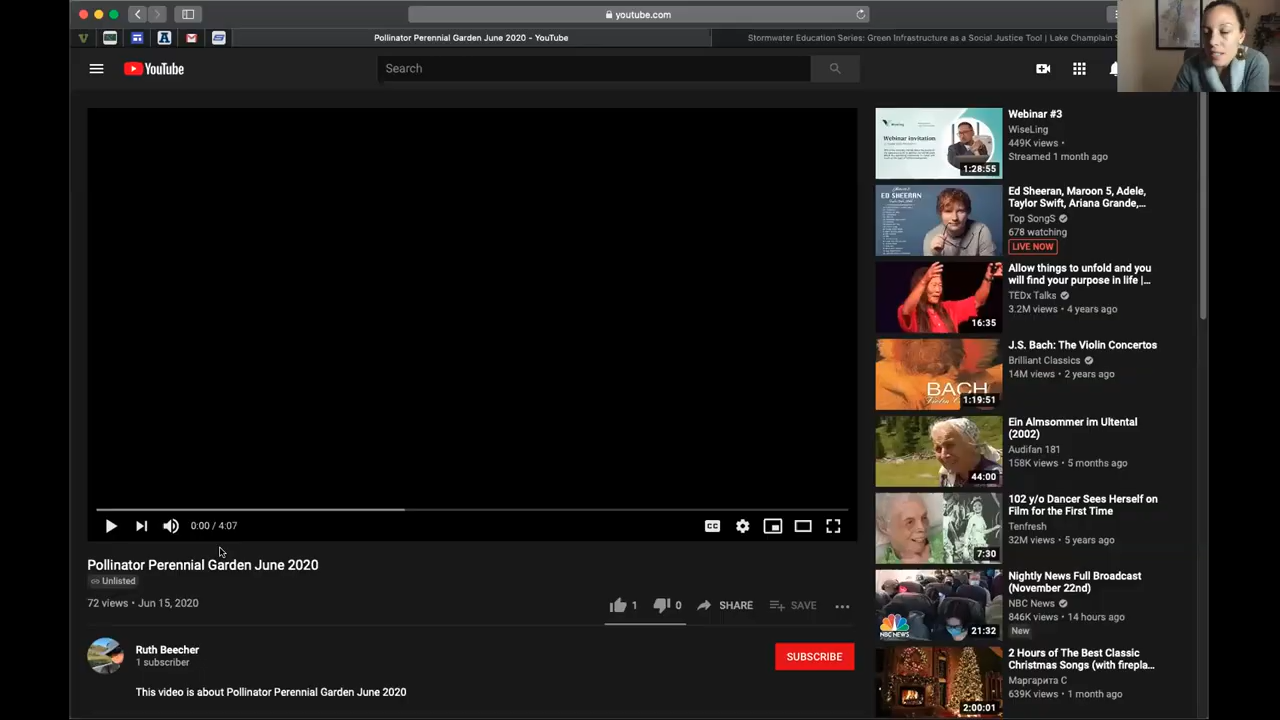 youtube.com
Pollinator Perennial Garden June 2020 - YouTube
Stormwater Education Series: Green Infrastructure as a Social Justice Tool | Lake Champlain S
YouTube
Search
Webinar invitation
1:28:55
Webinar #3
WiseLing
449K views •
Streamed 1 month ago
ED SHEERAN
Ed Sheeran, Maroon 5, Adele,
Taylor Swift, Ariana Grande,...
Top SongS
678 watching
LIVE NOW
16:35
Allow things to unfold and you
will find your purpose in life |...
TEDx Talks
3.2M views • 4 years ago
BACH
1:19:51
J.S. Bach: The Violin Concertos
Brilliant Classics
14M views • 2 years ago
44:00
Ein Almsommer im Ultental
(2002)
Audifan 181
158K views • 5 months ago
7:30
102 y/o Dancer Sees Herself on
Film for the First Time
Tenfresh
32M views • 5 years ago
NBC NEWS
21:32
Nightly News Full Broadcast
(November 22nd)
NBC News
846K views • 14 hours ago
New
2:00:01
2 Hours of The Best Classic
Christmas Songs (with firepla...
Маргарита С
639K views • 1 month ago
0:00 / 4:07
CC
Pollinator Perennial Garden June 2020
Unlisted
72 views • Jun 15, 2020
1
0
SHARE
SAVE
Ruth Beecher
1 subscriber
SUBSCRIBE
This video is about Pollinator Perennial Garden June 2020